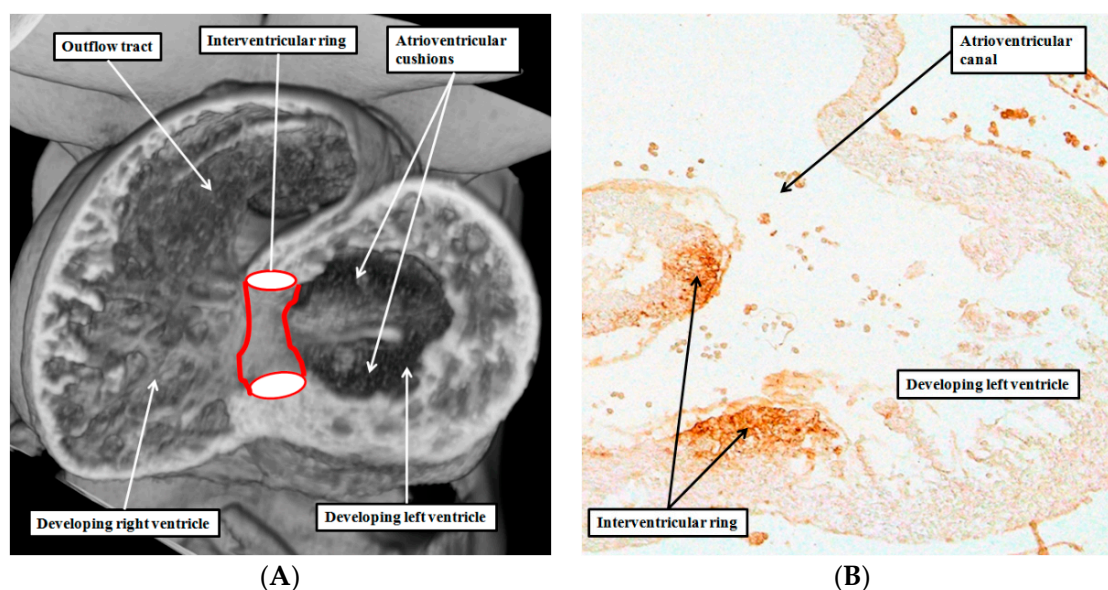 Outflow tract
Interventricular ring
Atrioventricular
cushions
Developing right ventricle
Developing left ventricle
(A)
Atrioventricular
canal
Developing left ventricle
Interventricular ring
(B)